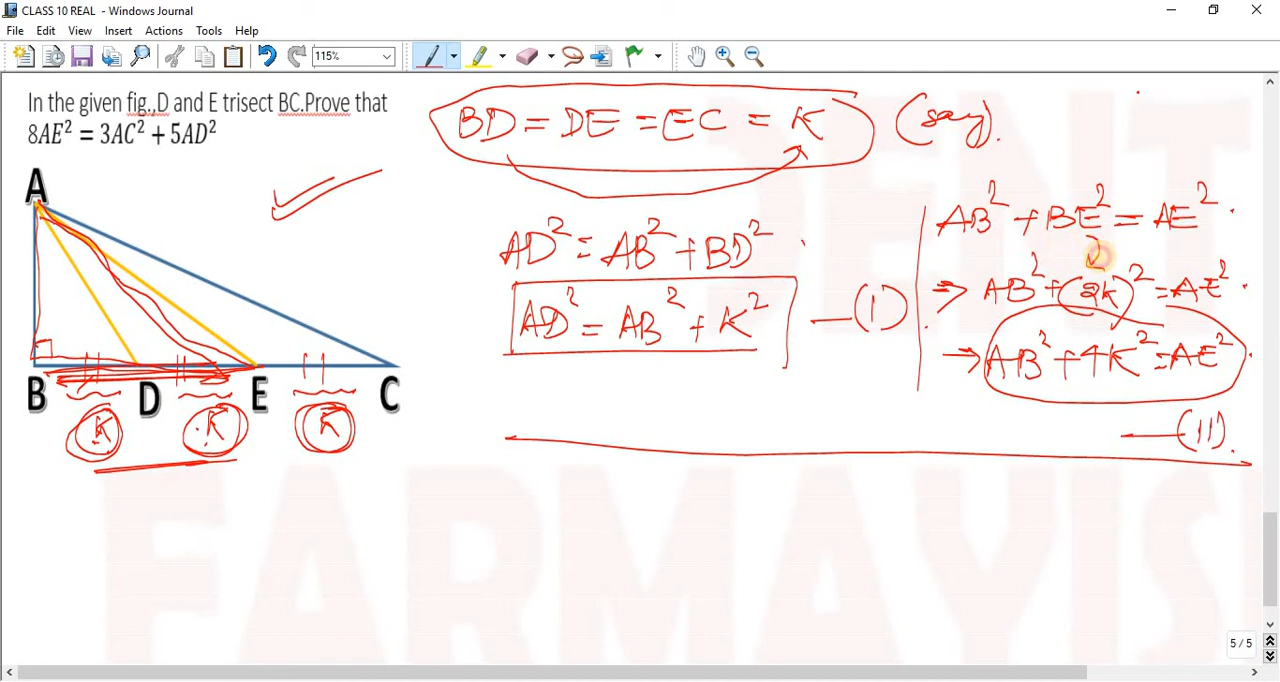 CLASS 10 REAL - Windows Journal
File Edit View Insert Actions Tools Help
115%
In the given fig.,D and E trisect BC.Prove that
8AE² = 3AC² + 5AD²
BD = DE = EC = K (say).
A
AD² = AB² + BD²
AD² = AB² + K² —(I)
AB² + BE² = AE².
⇒ AB² + (2K)² = AE².
⇒ AB² + 4K² = AE².
—(II).
B D E C
K K K
DENT
FARMAYISH
5 / 5